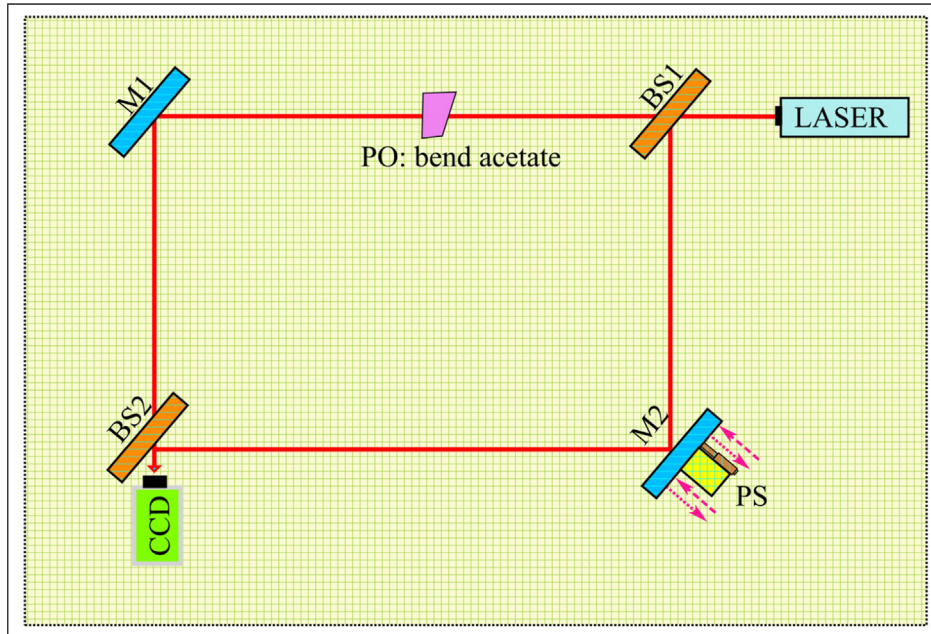 M1
BS1
LASER
PO: bend acetate
BS2
M2
PS
CCD